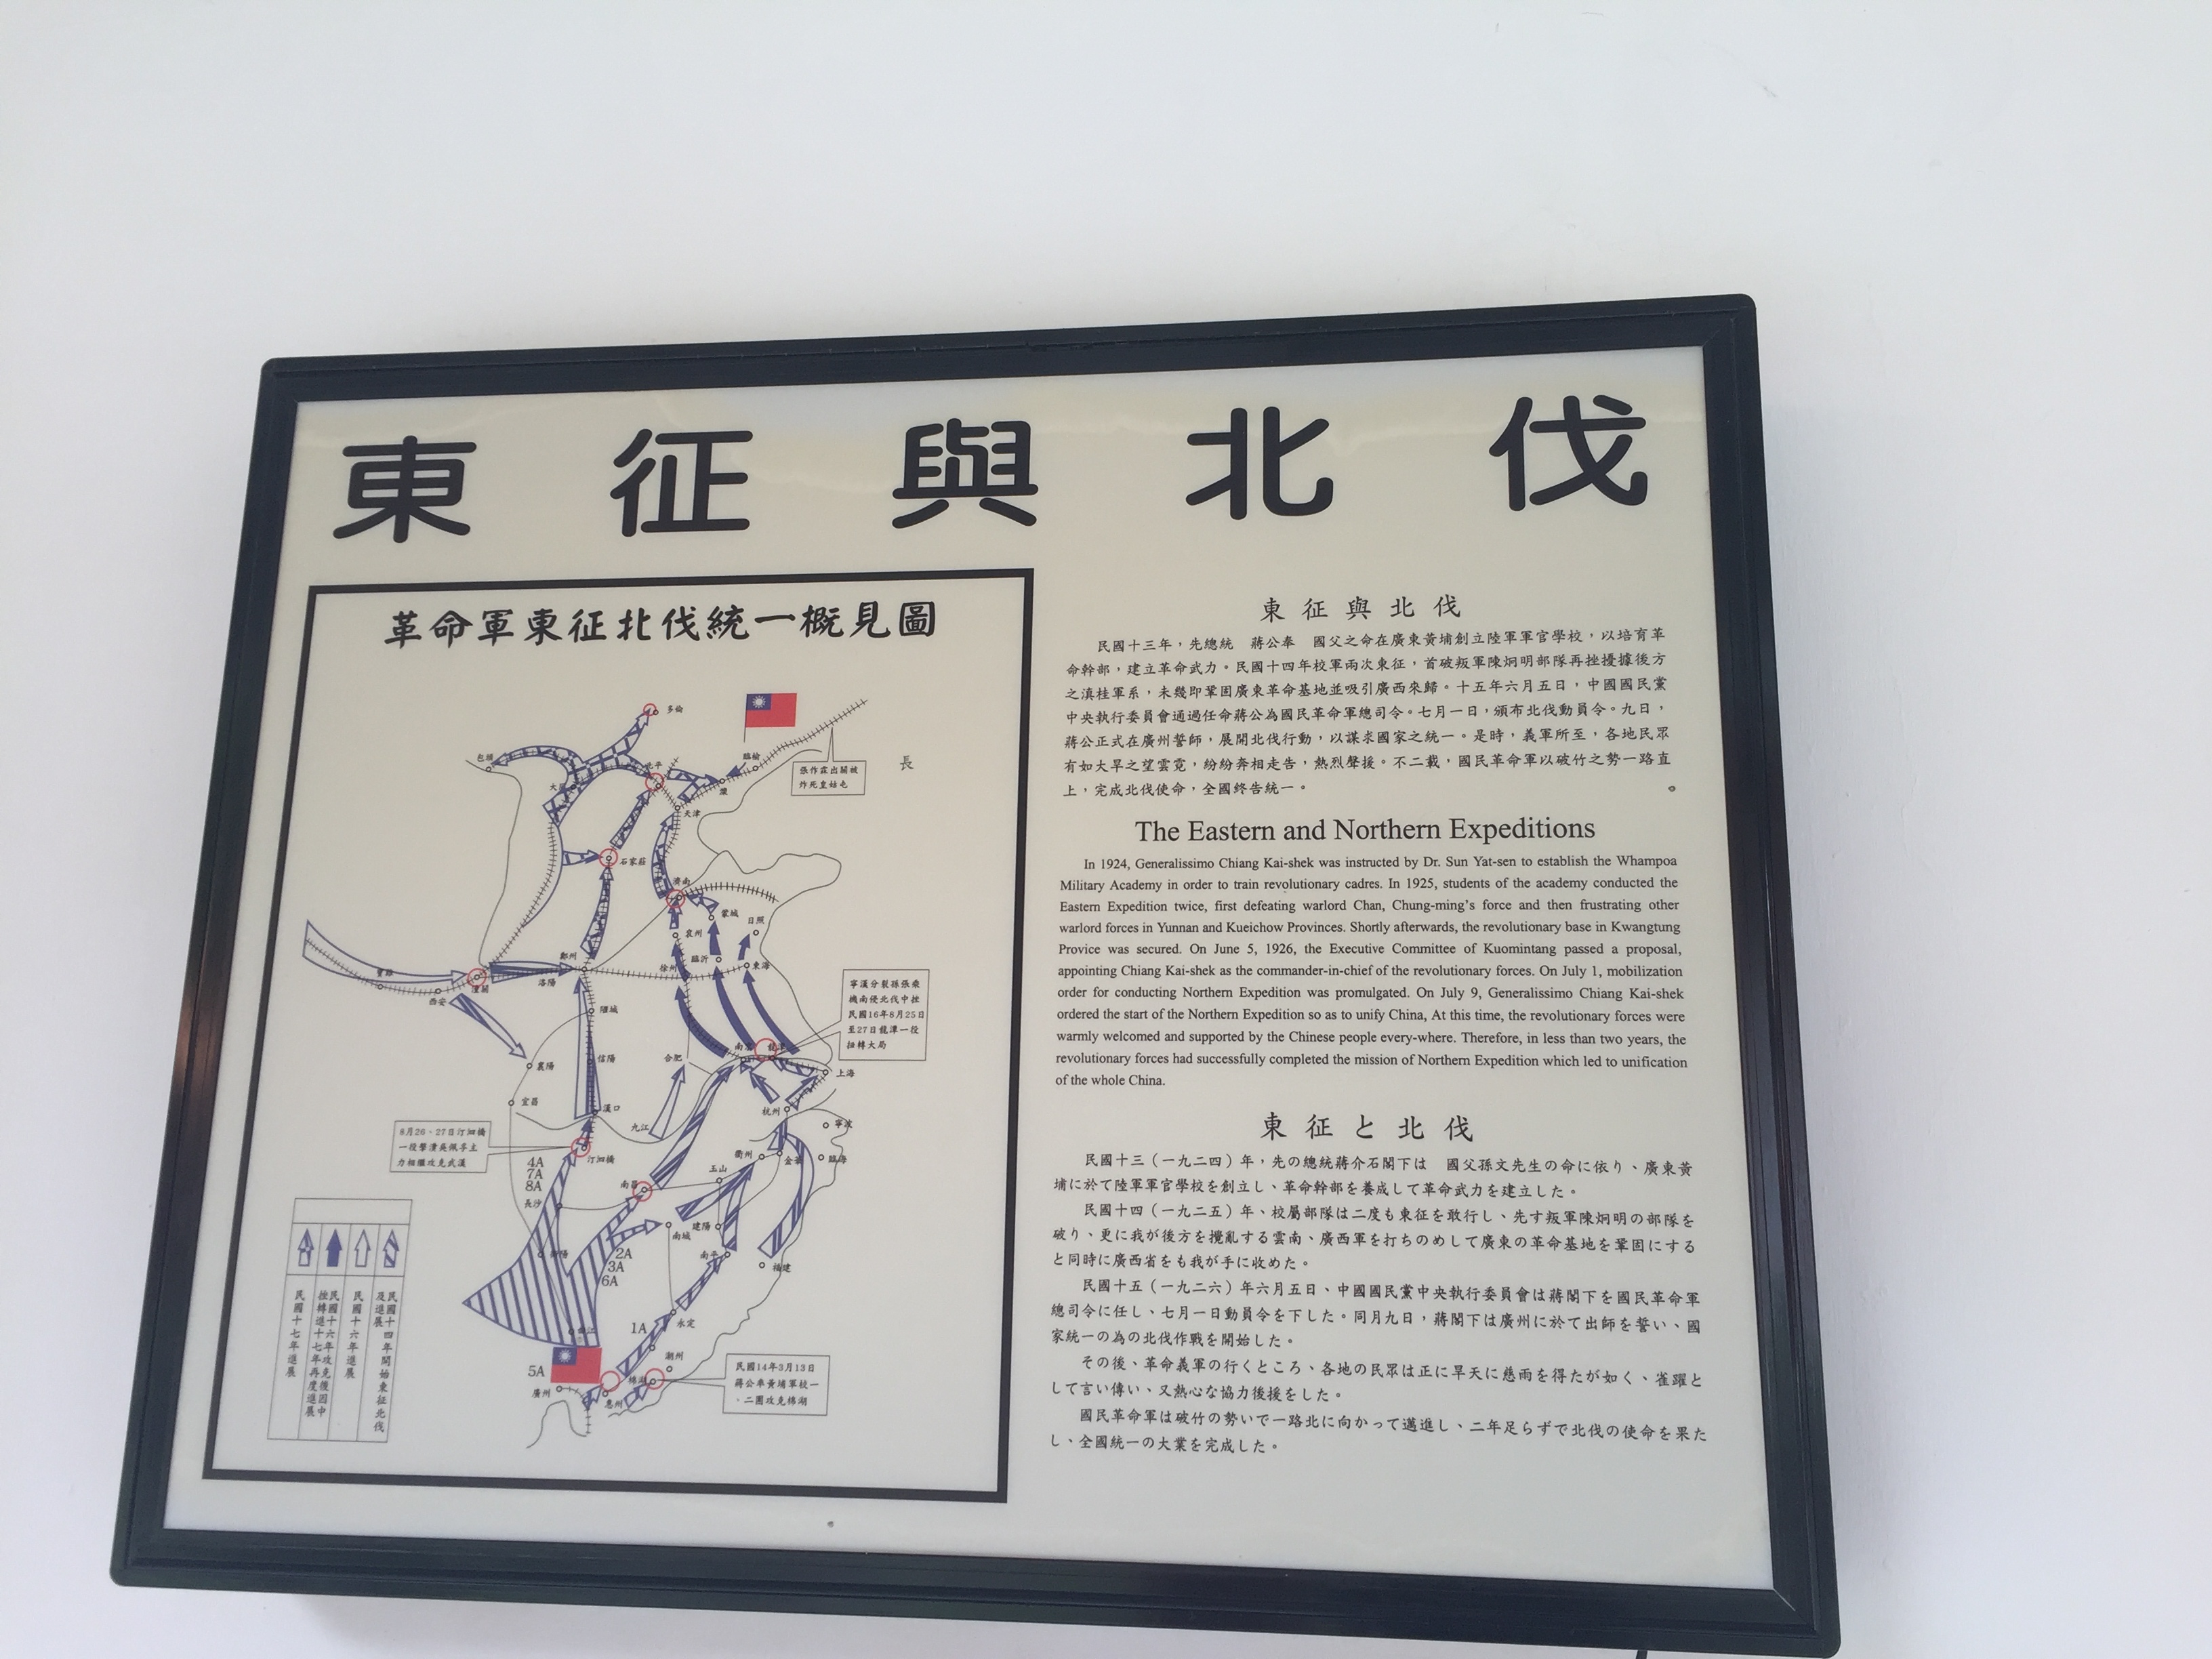 東征與北伐
革命軍東征北伐統一概見圖
多倫
包頭
臨榆
長
張作霖出關被
炸死皇姑屯
天津
石家莊
濟南
蒙城
日照
袞州
臨沂
徐州
東海
鄭州
洛陽
潼關
西安
郾城
寧漢分裂孫張乘
機南侵北伐中挫
民國16年8月25日
至27日龍潭一役
扭轉大局
信陽
合肥
南京
龍潭
上海
襄陽
宜昌
漢口
九江
杭州
寧波
8月26、27日汀泗橋
一役擊潰吳佩孚主
力相繼攻克武漢
汀泗橋
衢州
金華
臨海
玉山
4A
7A
8A
長沙
南昌
建陽
南城
南平
福建
2A
3A
6A
1A
永定
潮州
5A
廣州
惠州
棉湖
民國14年3月13日
蔣公率黃埔軍校一
、二團攻克棉湖
民國十七年進展
民國十六年攻克復因中
挫轉進十七年再度進展
民國十六年進展
民國十四年開始東征北伐
及進展
東征與北伐
民國十三年，先總統　蔣公奉　國父之命在廣東黃埔創立陸軍軍官學校，以培育革
命幹部，建立革命武力。民國十四年校軍兩次東征，首破叛軍陳炯明部隊再挫擾據後方
之滇桂軍系，未幾即鞏固廣東革命基地並吸引廣西來歸。十五年六月五日，中國國民黨
中央執行委員會通過任命蔣公為國民革命軍總司令。七月一日，頒布北伐動員令。九日，
蔣公正式在廣州誓師，展開北伐行動，以謀求國家之統一。是時，義軍所至，各地民眾
有如大旱之望雲霓，紛紛奔相走告，熱烈聲援。不二載，國民革命軍以破竹之勢一路直
上，完成北伐使命，全國終告統一。
The Eastern and Northern Expeditions
In 1924, Generalissimo Chiang Kai-shek was instructed by Dr. Sun Yat-sen to establish the Whampoa
Military Academy in order to train revolutionary cadres. In 1925, students of the academy conducted the
Eastern Expedition twice, first defeating warlord Chan, Chung-ming's force and then frustrating other
warlord forces in Yunnan and Kueichow Provinces. Shortly afterwards, the revolutionary base in Kwangtung
Provice was secured. On June 5, 1926, the Executive Committee of Kuomintang passed a proposal,
appointing Chiang Kai-shek as the commander-in-chief of the revolutionary forces. On July 1, mobilization
order for conducting Northern Expedition was promulgated. On July 9, Generalissimo Chiang Kai-shek
ordered the start of the Northern Expedition so as to unify China, At this time, the revolutionary forces were
warmly welcomed and supported by the Chinese people every-where. Therefore, in less than two years, the
revolutionary forces had successfully completed the mission of Northern Expedition which led to unification
of the whole China.
東征と北伐
民國十三（一九二四）年，先の總統蔣介石閣下は　國父孫文先生の命に依り、廣東黃
埔に於て陸軍軍官學校を創立し、革命幹部を養成して革命武力を建立した。
民國十四（一九二五）年、校屬部隊は二度も東征を敢行し、先す叛軍陳炯明の部隊を
破り、更に我が後方を攪亂する雲南、廣西軍を打ちのめして廣東の革命基地を鞏固にする
と同時に廣西省をも我が手に收めた。
民國十五（一九二六）年六月五日、中國國民黨中央執行委員會は蔣閣下を國民革命軍
總司令に任し、七月一日動員令を下した。同月九日，蔣閣下は廣州に於て出師を誓い、國
家統一の為の北伐作戰を開始した。
その後、革命義軍の行くところ、各地の民眾は正に旱天に慈雨を得たが如く、雀躍と
して言い傳い、又熱心な協力後援をした。
國民革命軍は破竹の勢いで一路北に向かって邁進し、二年足らずで北伐の使命を果た
し、全國統一の大業を完成した。